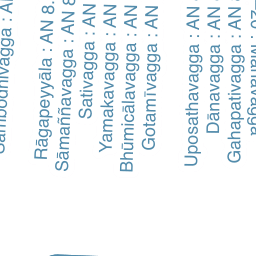 Rāgapeyyāla : AN 8.
Sāmaññavagga : AN 8
Sativagga : AN
Yamakavagga : AN
Bhūmicālavagga : AN
Gotamīvagga : AN
Uposathavagga : AN
Dānavagga : AN
Gahapativagga : AN